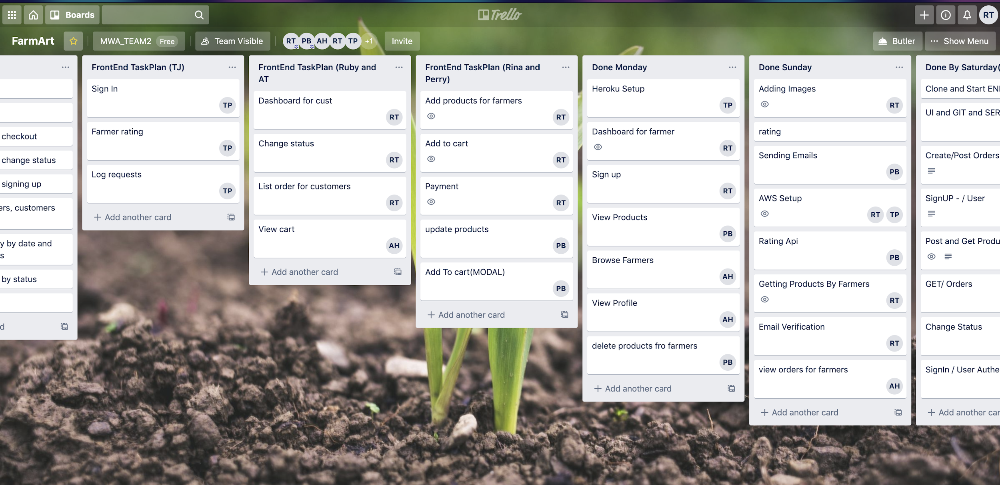 Boards
Trello
RT
FarmArt
MWA_TEAM2 Free
Team Visible
RT PB AH RT TP +1
Invite
Butler
Show Menu
checkout
change status
signing up
customers
by date and
by status
FrontEnd TaskPlan (TJ)
Sign In
TP
Farmer rating
TP
Log requests
TP
Add another card
FrontEnd TaskPlan (Ruby and
AT
Dashboard for cust
RT
Change status
RT
List order for customers
RT
View cart
AH
Add another card
FrontEnd TaskPlan (Rina and
Perry)
Add products for farmers
RT
Add to cart
RT
Payment
RT
update products
PB
Add To cart(MODAL)
PB
Add another card
Done Monday
Heroku Setup
TP
Dashboard for farmer
RT
Sign up
RT
View Products
PB
Browse Farmers
AH
View Profile
AH
delete products fro farmers
PB
Add another card
Done Sunday
Adding Images
RT
rating
Sending Emails
PB
AWS Setup
RT TP
Rating Api
PB
Getting Products By Farmers
RT
Email Verification
RT
view orders for farmers
AH
Add another card
Done By Saturday(
Clone and Start
UI and GIT and
Create/Post Orders
SignUP - / User
Post and Get
GET/ Orders
Change Status
SignIn / User
Add another